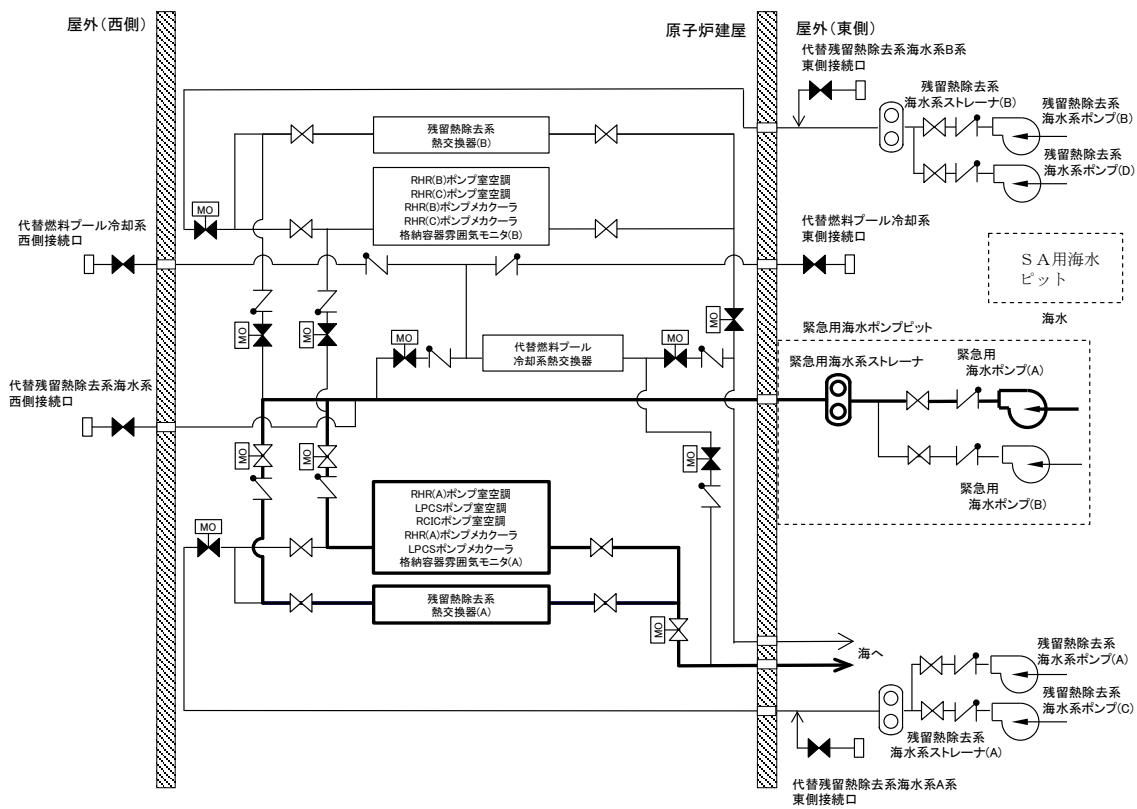 屋外(西側)
原子炉建屋
屋外(東側)
代替残留熱除去系海水系B系
東側接続口
残留熱除去系
海水系ストレーナ(B)
残留熱除去系
海水系ポンプ(B)
残留熱除去系
海水系ポンプ(D)
残留熱除去系
熱交換器(B)
RHR(B)ポンプ室空調
RHR(C)ポンプ室空調
RHR(B)ポンプメカクーラ
RHR(C)ポンプメカクーラ
格納容器雰囲気モニタ(B)
MO
代替燃料プール冷却系
西側接続口
代替燃料プール冷却系
東側接続口
SA用海水
ピット
海水
MO
MO
MO
MO
MO
代替燃料プール
冷却系熱交換器
緊急用海水ポンプピット
緊急用海水系ストレーナ
緊急用
海水ポンプ(A)
代替残留熱除去系海水系
西側接続口
MO
MO
MO
緊急用
海水ポンプ(B)
RHR(A)ポンプ室空調
LPCSポンプ室空調
RCICポンプ室空調
RHR(A)ポンプメカクーラ
LPCSポンプメカクーラ
格納容器雰囲気モニタ(A)
MO
残留熱除去系
熱交換器(A)
MO
海へ
残留熱除去系
海水系ポンプ(A)
残留熱除去系
海水系ポンプ(C)
残留熱除去系
海水系ストレーナ(A)
代替残留熱除去系海水系A系
東側接続口